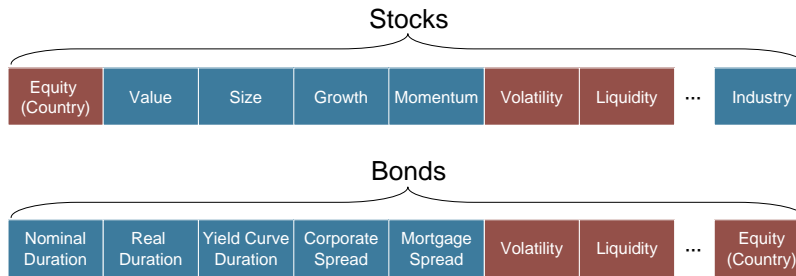 Stocks
Equity (Country) Value Size Growth Momentum Volatility Liquidity ... Industry
Bonds
Nominal Duration Real Duration Yield Curve Duration Corporate Spread Mortgage Spread Volatility Liquidity ... Equity (Country)